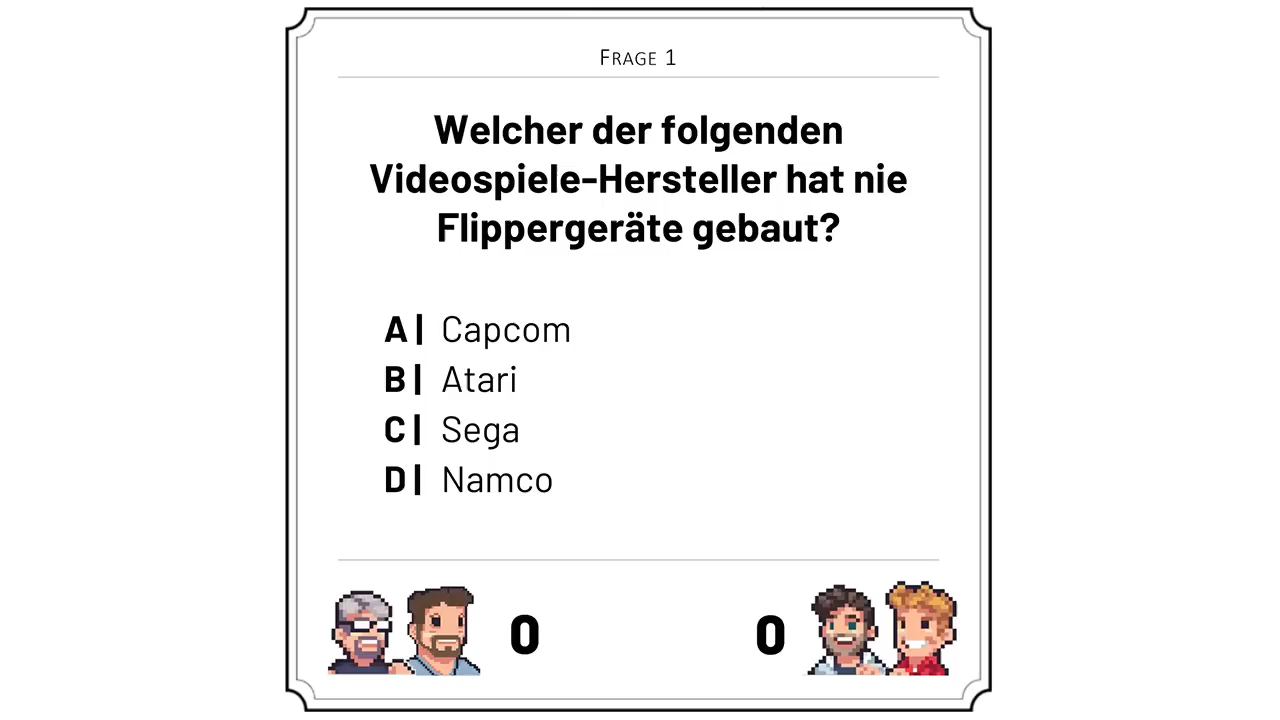 Frage 1
Welcher der folgenden
Videospiele-Hersteller hat nie
Flippergeräte gebaut?
A| Capcom
B| Atari
C| Sega
D| Namco
0 0